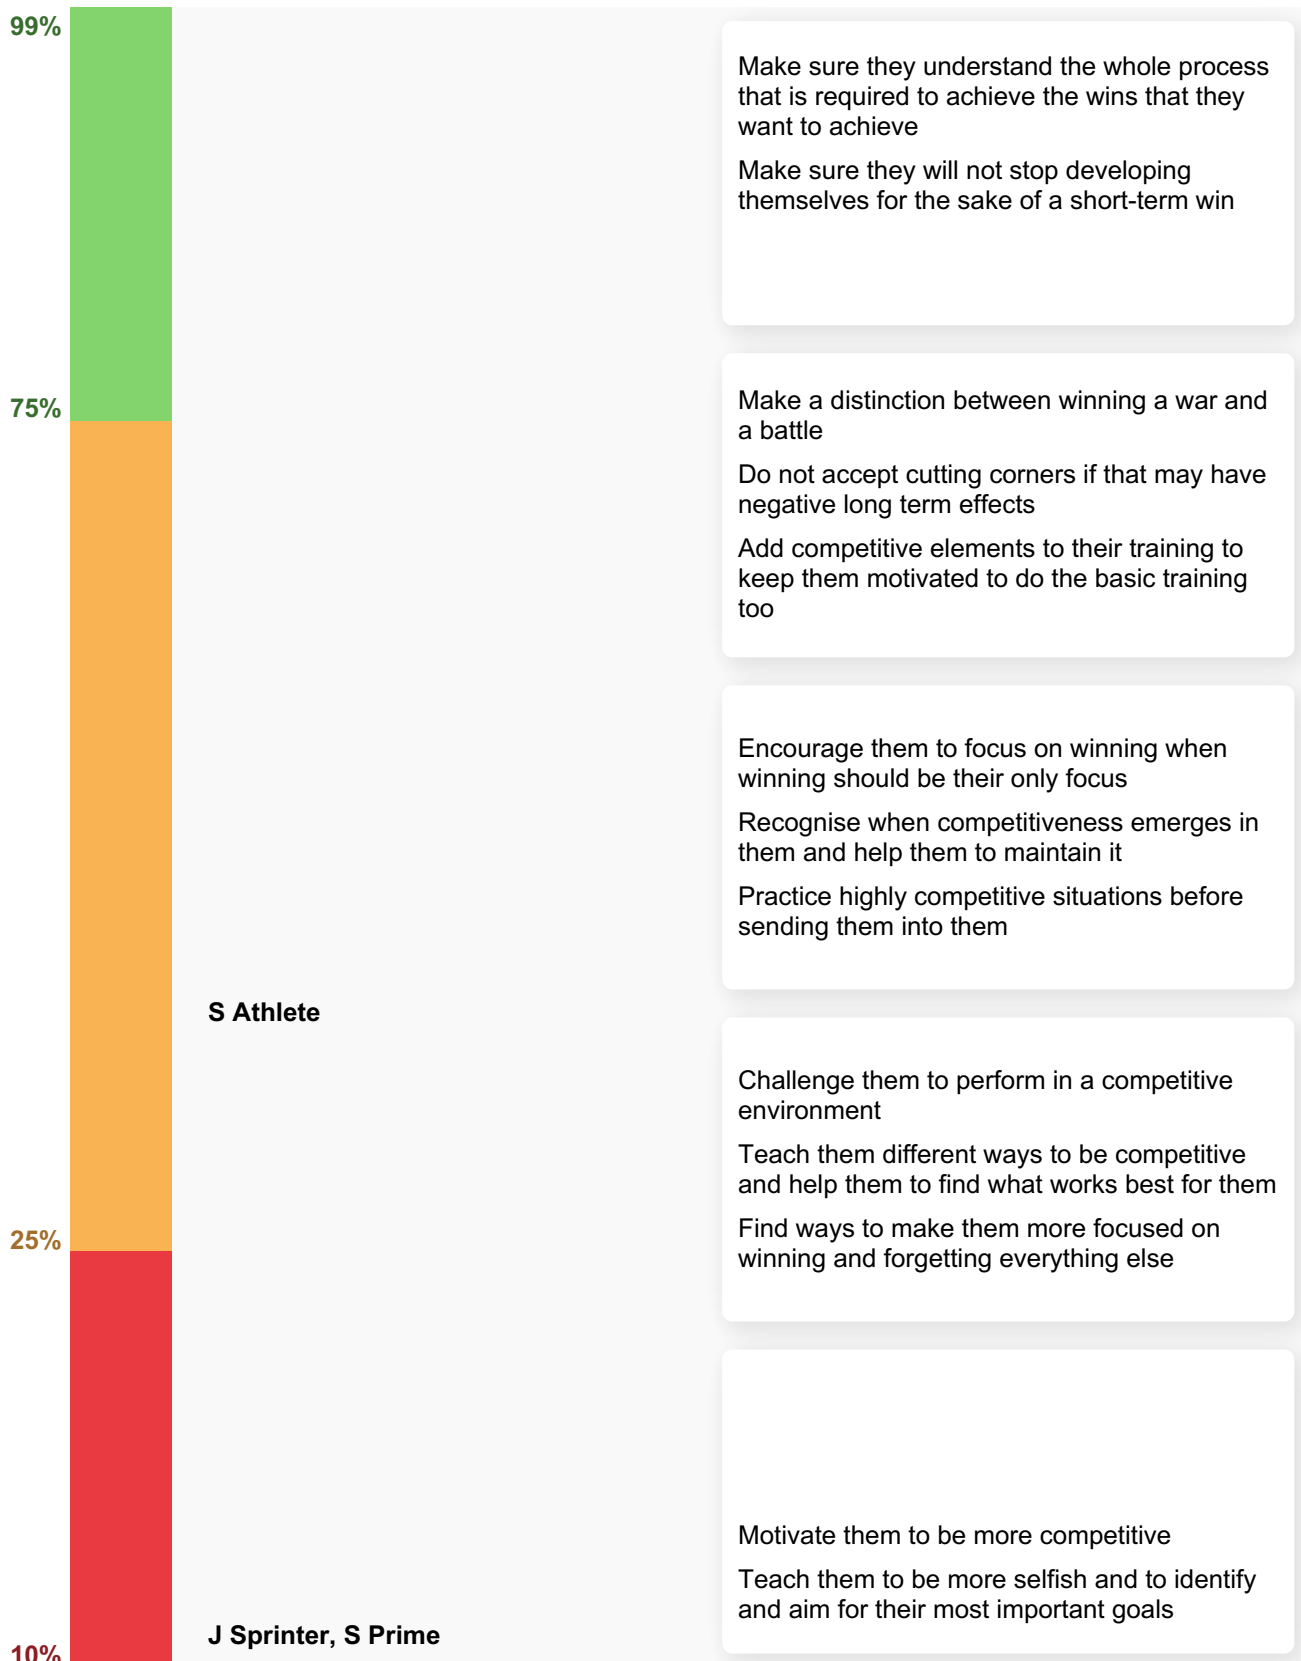 99%
Make sure they understand the whole process
that is required to achieve the wins that they
want to achieve
Make sure they will not stop developing
themselves for the sake of a short-term win
75%
Make a distinction between winning a war and
a battle
Do not accept cutting corners if that may have
negative long term effects
Add competitive elements to their training to
keep them motivated to do the basic training
too
Encourage them to focus on winning when
winning should be their only focus
Recognise when competitiveness emerges in
them and help them to maintain it
Practice highly competitive situations before
sending them into them
S Athlete
Challenge them to perform in a competitive
environment
Teach them different ways to be competitive
and help them to find what works best for them
Find ways to make them more focused on
winning and forgetting everything else
25%
Motivate them to be more competitive
Teach them to be more selfish and to identify
and aim for their most important goals
J Sprinter, S Prime
10%